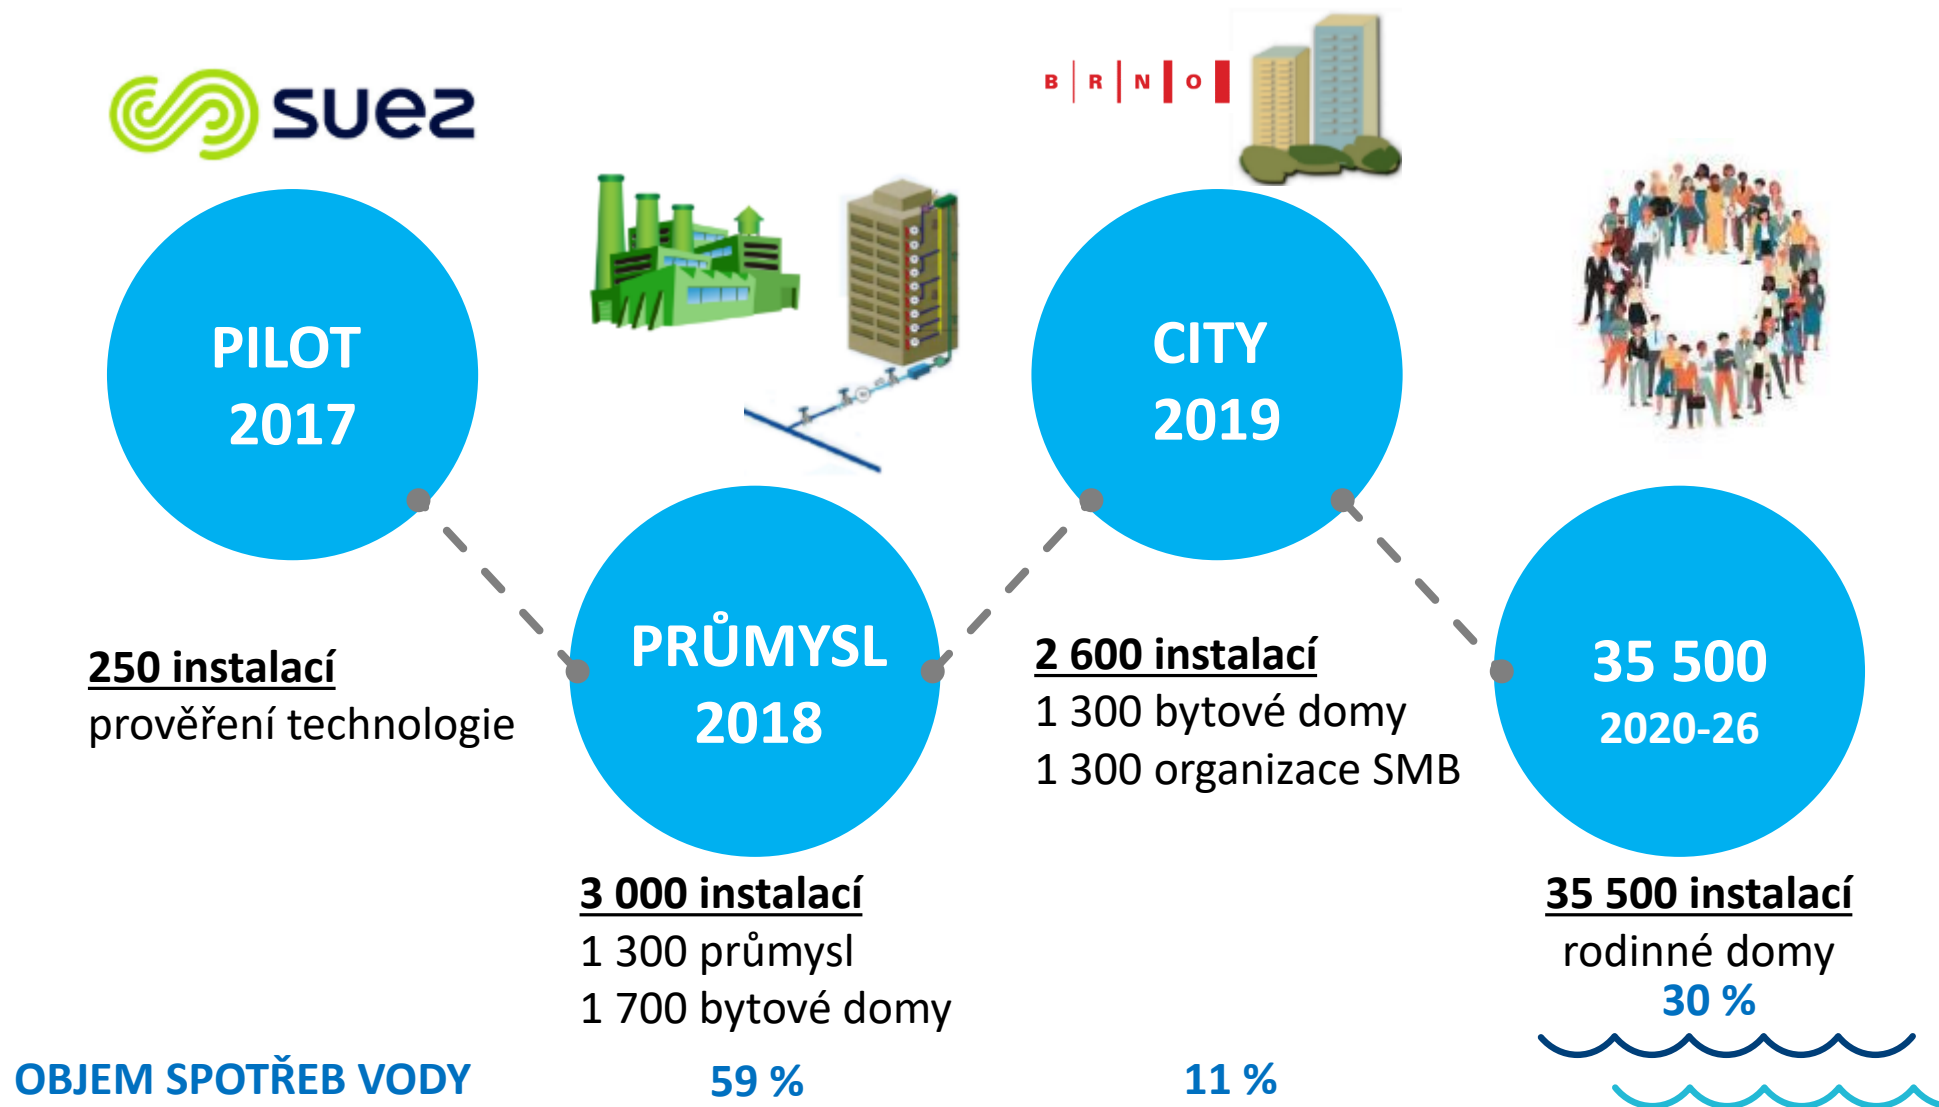 suez
BRNO
PILOT
2017
250 instalací
prověření technologie
PRŮMYSL
2018
3 000 instalací
1 300 průmysl
1 700 bytové domy
CITY
2019
2 600 instalací
1 300 bytové domy
1 300 organizace SMB
35 500
2020-26
35 500 instalací
rodinné domy
30 %
OBJEM SPOTŘEB VODY
59 %
11 %